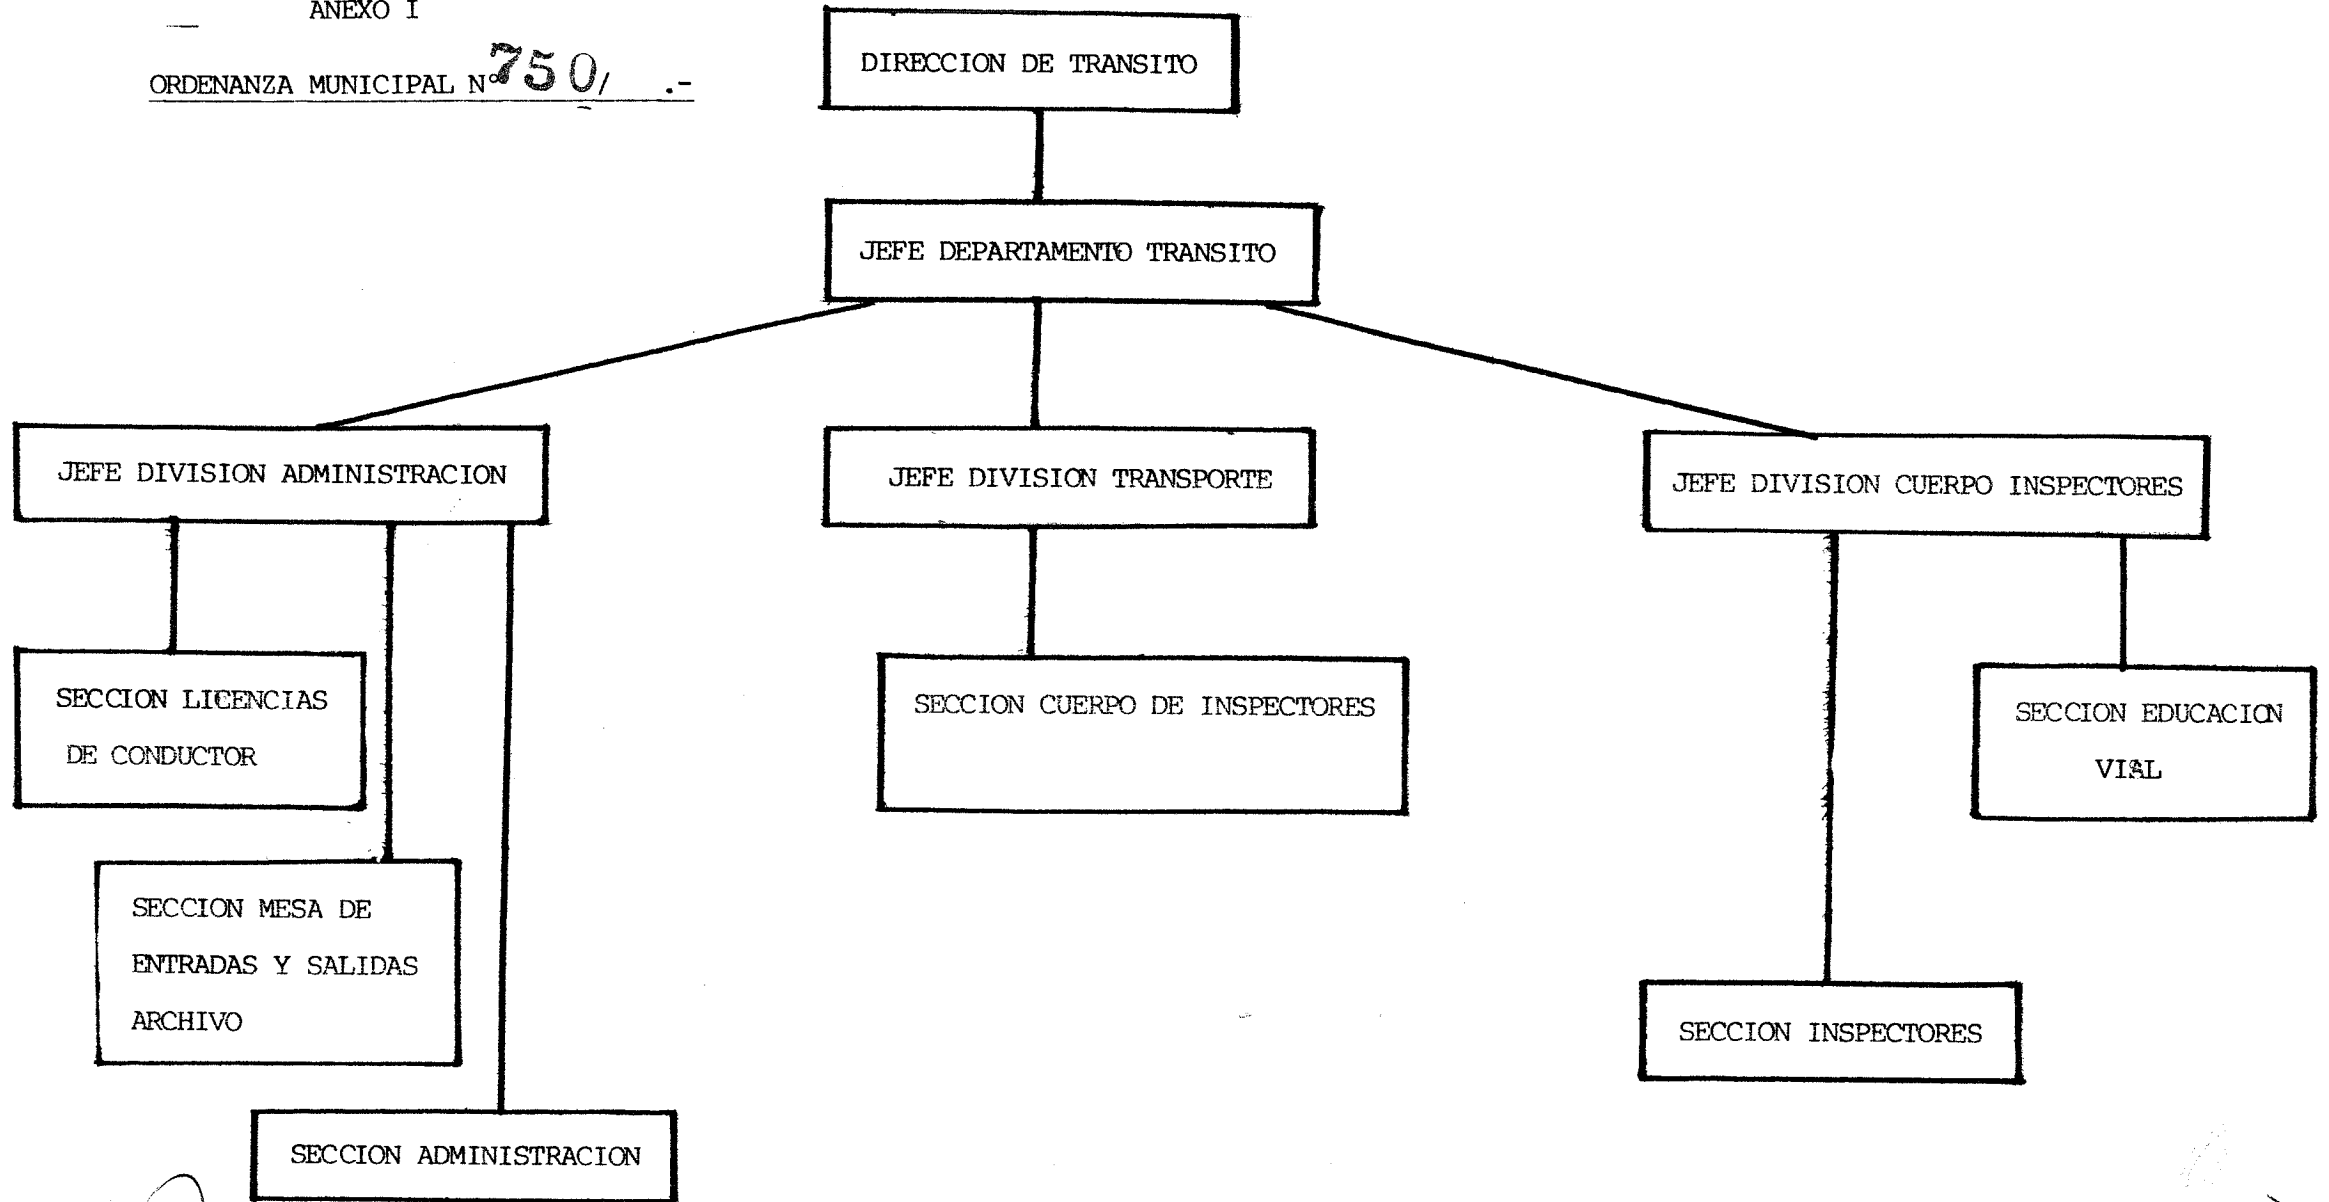 ANEXO I
ORDENANZA MUNICIPAL Nº 750/ .-
DIRECCION DE TRANSITO
JEFE DEPARTAMENTO TRANSITO
JEFE DIVISION ADMINISTRACION
JEFE DIVISION TRANSPORTE
JEFE DIVISION CUERPO INSPECTORES
SECCION LICENCIAS
DE CONDUCTOR
SECCION CUERPO DE INSPECTORES
SECCION EDUCACION
VIAL
SECCION MESA DE
ENTRADAS Y SALIDAS
ARCHIVO
SECCION INSPECTORES
SECCION ADMINISTRACION